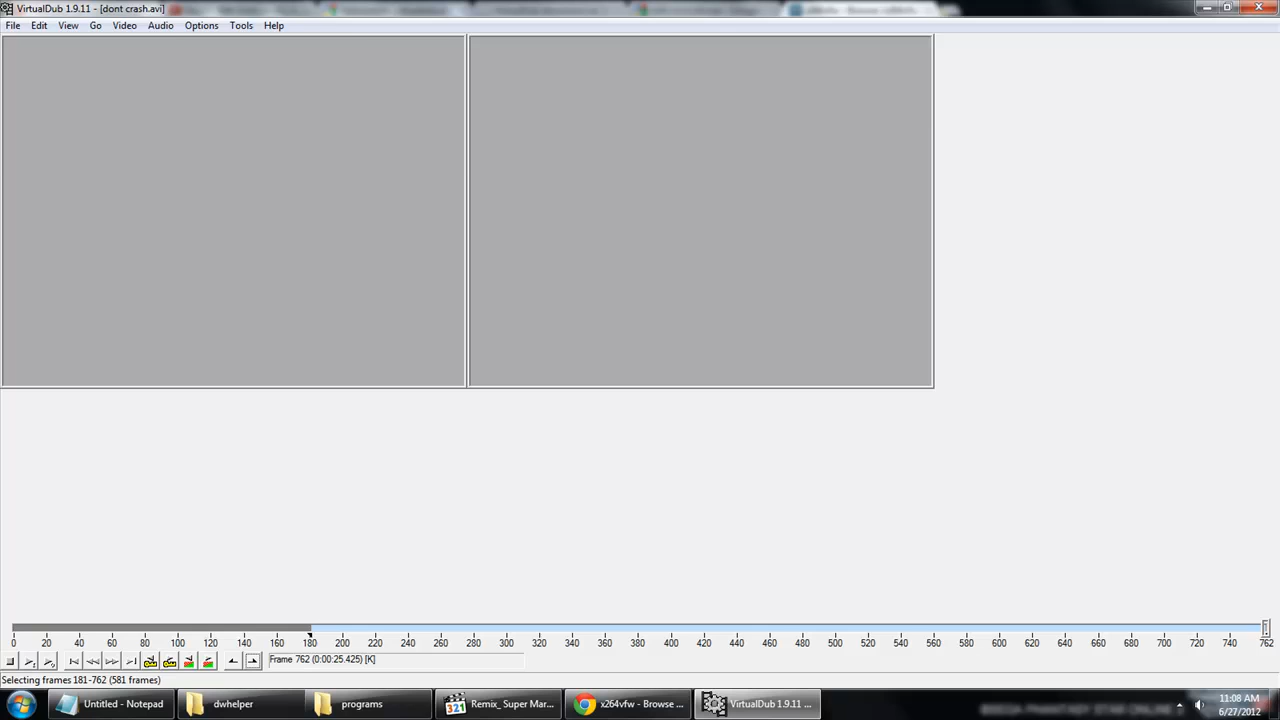 VirtualDub 1.9.11 - [dont crash.avi]
File Edit View Go Video Audio Options Tools Help
0 20 40 60 80 100 120 140 160 180 200 220 240 260 280 300 320 340 360 380 400 420 440 460 480 500 520 540 560 580 600 620 640 660 680 700 720 740 762
Frame 762 (0:00:25.425) [K]
Selecting frames 181-762 (581 frames)
Untitled - Notepad dwhelper programs 321 Remix_ Super Mar... x264vfw - Browse ... VirtualDub 1.9.11 ... 11:08 AM
6/27/2012